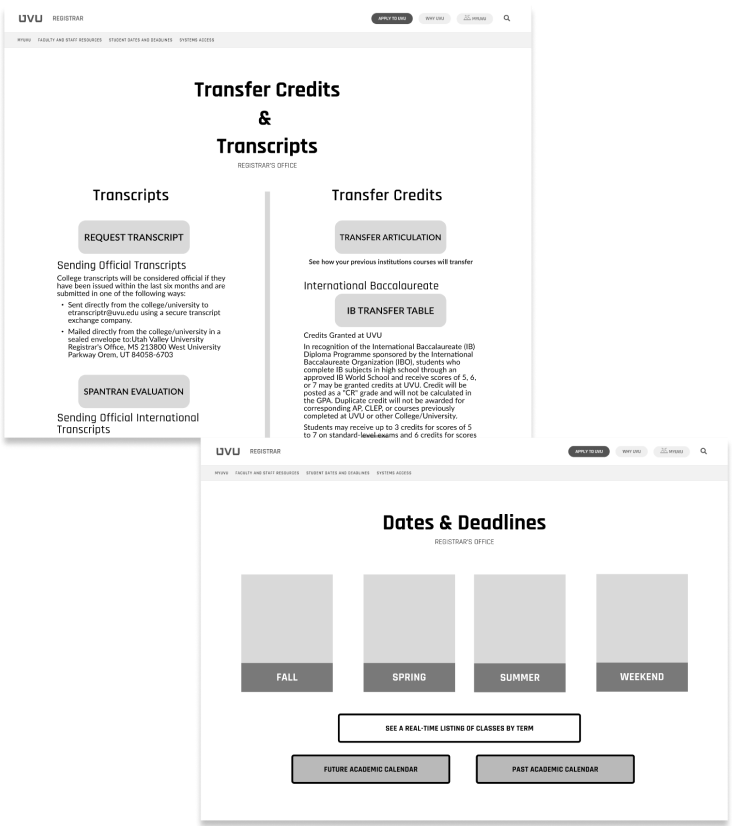 UVU REGISTRAR
APPLY TO UVU WHY UVU MYUVU
MYUVU FACULTY AND STAFF RESOURCES STUDENT DATES AND DEADLINES SYSTEMS ACCESS
Transfer Credits
&
Transcripts
REGISTRAR'S OFFICE
Transcripts
REQUEST TRANSCRIPT
Sending Official Transcripts
College transcripts will be considered official if they
have been issued within the last six months and are
submitted in one of the following ways:
• Sent directly from the college/university to
etranscriptr@uvu.edu using a secure transcript
exchange company.
• Mailed directly from the college/university in a
sealed envelope to:Utah Valley University
Registrar's Office, MS 213800 West University
Parkway Orem, UT 84058-6703
SPANTRAN EVALUATION
Sending Official International
Transcripts
Transfer Credits
TRANSFER ARTICULATION
See how your previous institutions courses will transfer
International Baccalaureate
IB TRANSFER TABLE
Credits Granted at UVU
In recognition of the International Baccalaureate (IB)
Diploma Programme sponsored by the International
Baccalaureate Organization (IBO), students who
complete IB subjects in high school through an
approved IB World School and receive scores of 5, 6,
or 7 may be granted credits at UVU. Credit will be
posted as a "CR" grade and will not be calculated in
the GPA. Duplicate credit will not be awarded for
corresponding AP, CLEP, or courses previously
completed at UVU or other College/University.
Students may receive up to 3 credits for scores of 5
to 7 on standard-level exams and 6 credits for scores
UVU REGISTRAR
APPLY TO UVU WHY UVU MYUVU
MYUVU FACULTY AND STAFF RESOURCES STUDENT DATES AND DEADLINES SYSTEMS ACCESS
Dates & Deadlines
REGISTRAR'S OFFICE
FALL SPRING SUMMER WEEKEND
SEE A REAL-TIME LISTING OF CLASSES BY TERM
FUTURE ACADEMIC CALENDAR PAST ACADEMIC CALENDAR